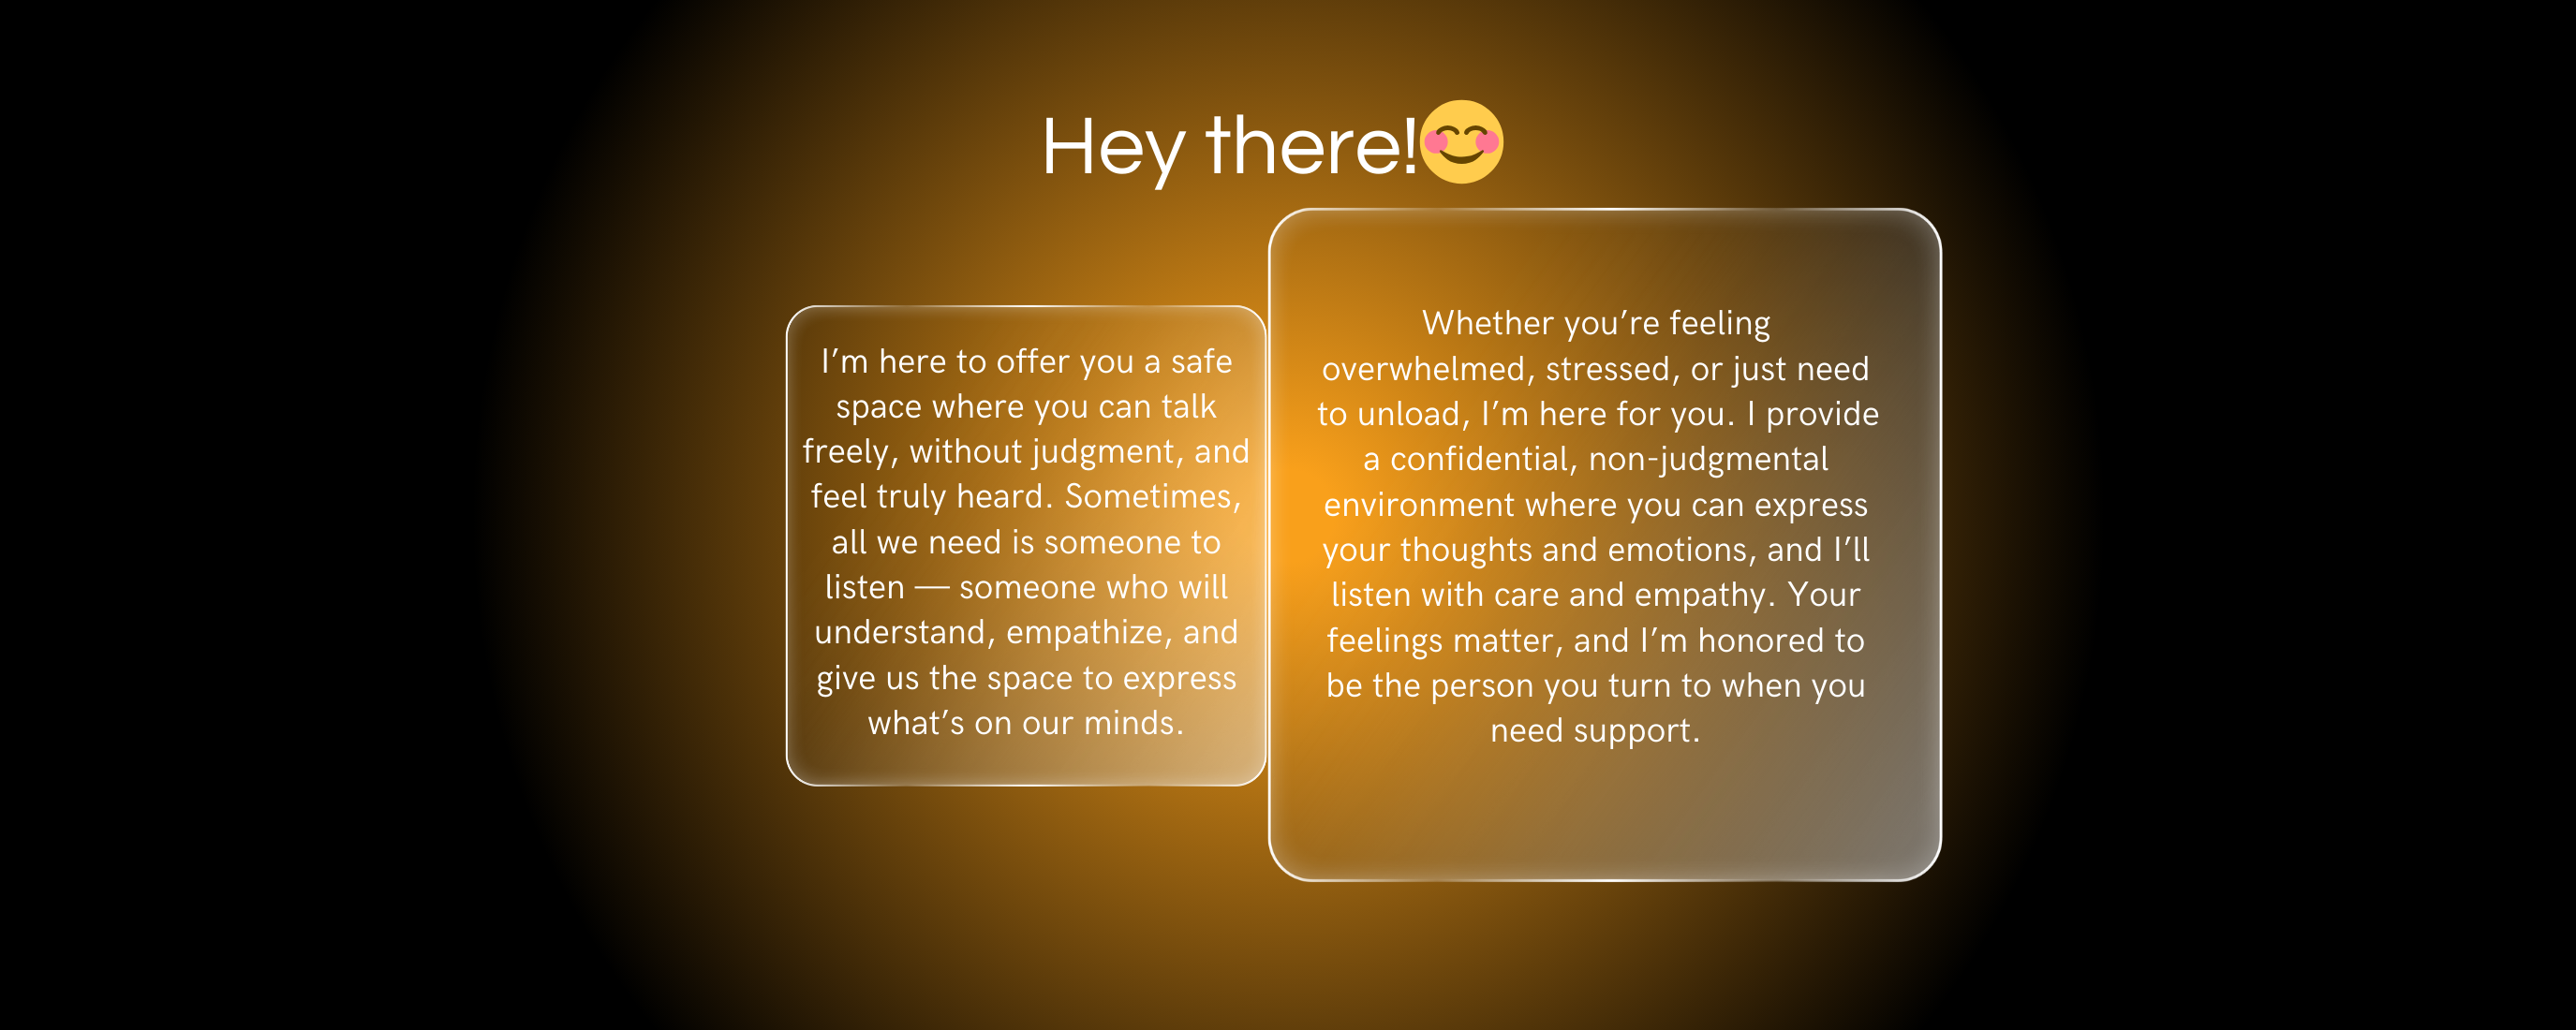 Hey there!😊
I’m here to offer you a safe
space where you can talk
freely, without judgment, and
feel truly heard. Sometimes,
all we need is someone to
listen — someone who will
understand, empathize, and
give us the space to express
what’s on our minds.
Whether you’re feeling
overwhelmed, stressed, or just need
to unload, I’m here for you. I provide
a confidential, non-judgmental
environment where you can express
your thoughts and emotions, and I’ll
listen with care and empathy. Your
feelings matter, and I’m honored to
be the person you turn to when you
need support.